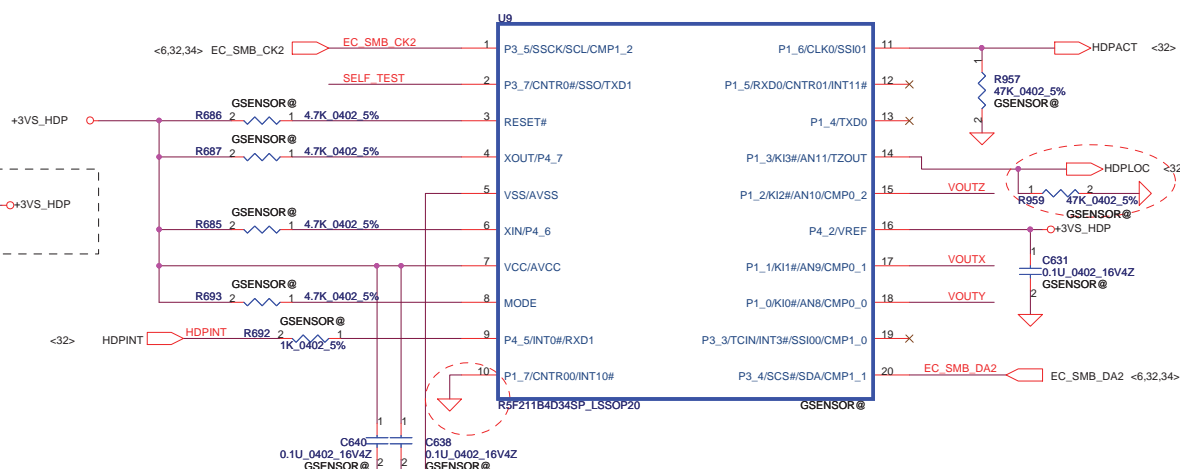 U9
<6,32,34> EC_SMB_CK2 EC_SMB_CK2 1 P3_5/SSCK/SCL/CMP1_2 P1_6/CLK0/SSI01 11 HDPACT <32>
SELF_TEST 2 P3_7/CNTR0#/SSO/TXD1 P1_5/RXD0/CNTR01/INT11# 12
1
R957
47K_0402_5%
GSENSOR@
2
GSENSOR@
+3VS_HDP R686 2 1 4.7K_0402_5% 3 RESET# P1_4/TXD0 13
GSENSOR@
R687 2 1 4.7K_0402_5% 4 XOUT/P4_7 P1_3/KI3#/AN11/TZOUT 14 HDPLOC <32
5 VSS/AVSS P1_2/KI2#/AN10/CMP0_2 15 VOUTZ
R959 1 2 47K_0402_5%
GSENSOR@
+3VS_HDP
GSENSOR@
R685 2 1 4.7K_0402_5% 6 XIN/P4_6 P4_2/VREF 16 +3VS_HDP
7 VCC/AVCC P1_1/KI1#/AN9/CMP0_1 17 VOUTX
1
C631
0.1U_0402_16V4Z
GSENSOR@
2
R693 2 1 4.7K_0402_5% 8 MODE P1_0/KI0#/AN8/CMP0_0 18 VOUTY
GSENSOR@
<32> HDPINT HDPINT R692 2 1 9 P4_5/INT0#/RXD1 P3_3/TCIN/INT3#/SSI00/CMP1_0 19
1K_0402_5%
GSENSOR@
10 P1_7/CNTR00/INT10# P3_4/SCS#/SDA/CMP1_1 20 EC_SMB_DA2 EC_SMB_DA2 <6,32,34>
R5F211B4D34SP_LSSOP20 GSENSOR@
1 1
C640 C638
0.1U_0402_16V4Z 0.1U_0402_16V4Z
GSENSOR@ 2 2 GSENSOR@